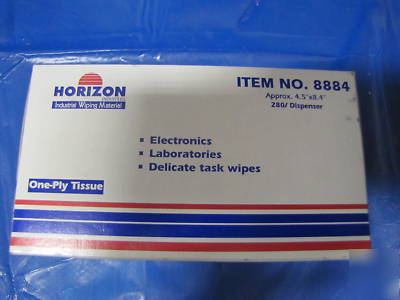 HORIZON
INDUSTRIES
Industrial Wiping Material
ITEM NO. 8884
Approx. 4.5"x8.4"
280/ Dispenser
▪ Electronics
▪ Laboratories
▪ Delicate task wipes
One-Ply Tissue